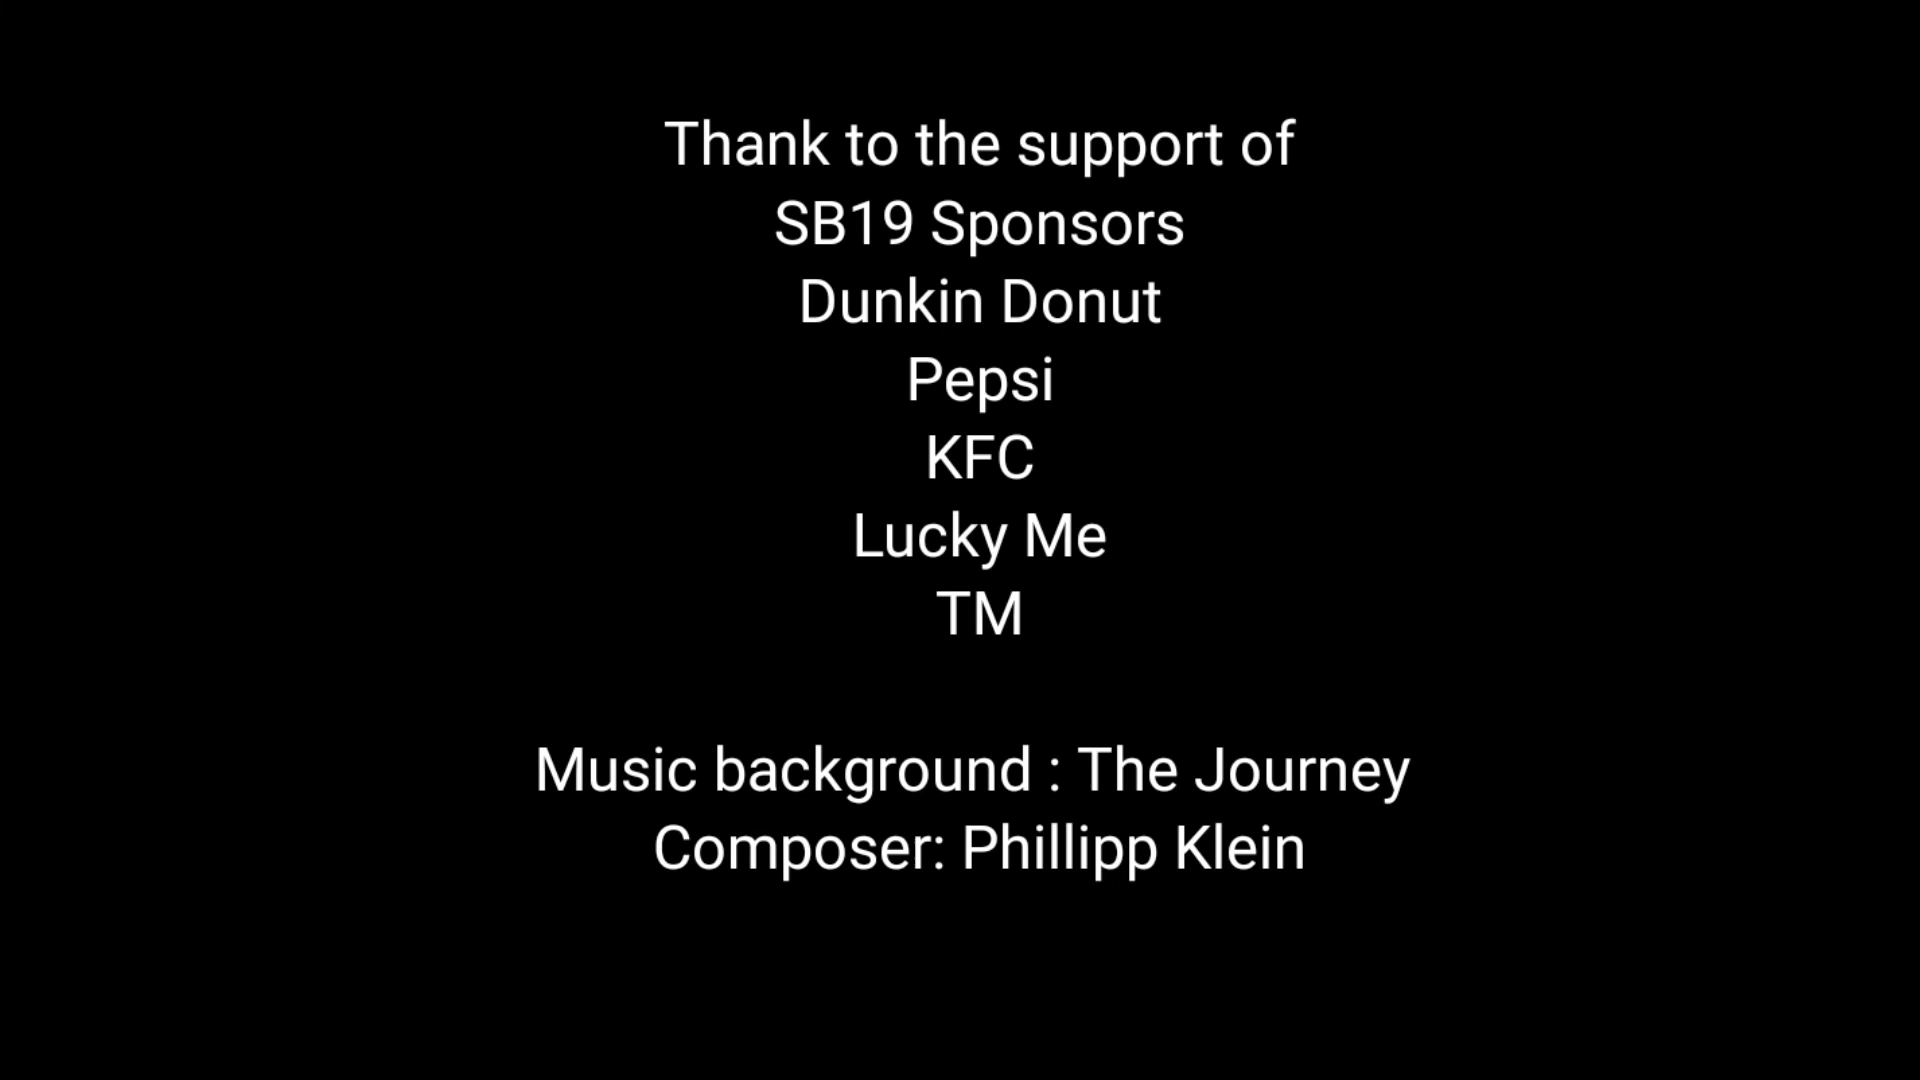 Thank to the support of
SB19 Sponsors
Dunkin Donut
Pepsi
KFC
Lucky Me
TM
Music background : The Journey
Composer: Phillipp Klein